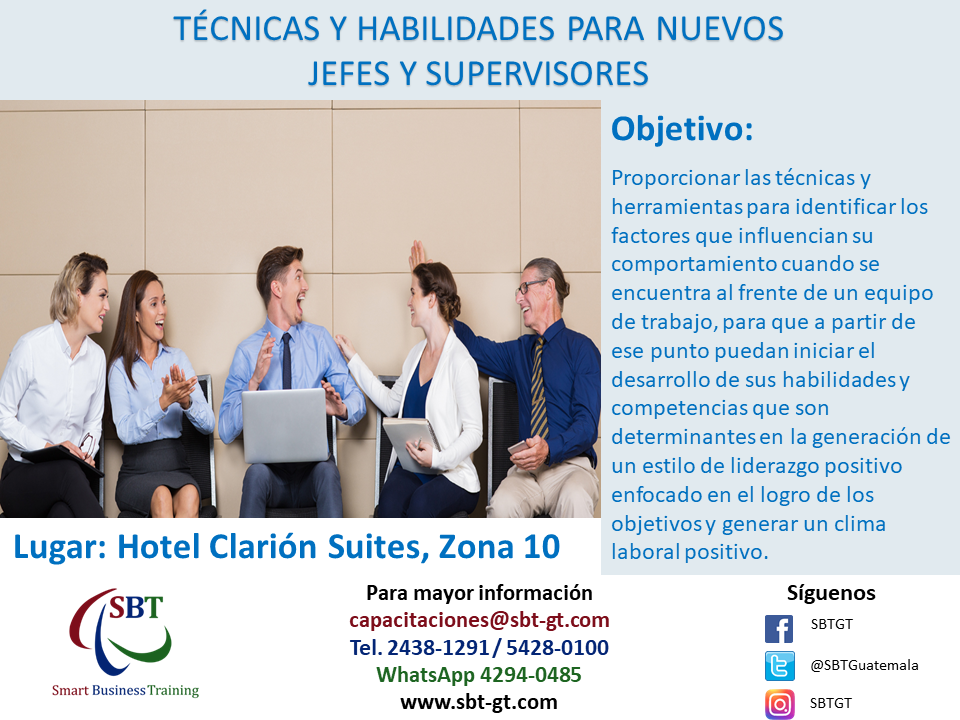 TÉCNICAS Y HABILIDADES PARA NUEVOS
JEFES Y SUPERVISORES
Objetivo:
Proporcionar las técnicas y
herramientas para identificar los
factores que influencian su
comportamiento cuando se
encuentra al frente de un equipo
de trabajo, para que a partir de
ese punto puedan iniciar el
desarrollo de sus habilidades y
competencias que son
determinantes en la generación de
un estilo de liderazgo positivo
enfocado en el logro de los
objetivos y generar un clima
laboral positivo.
Lugar: Hotel Clarión Suites, Zona 10
SBT
Smart Business Training
Para mayor información
capacitaciones@sbt-gt.com
Tel. 2438-1291 / 5428-0100
WhatsApp 4294-0485
www.sbt-gt.com
Síguenos
SBTGT
@SBTGuatemala
SBTGT